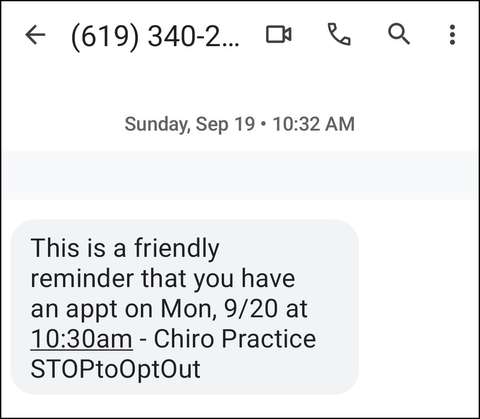 (619) 340-2...
Sunday, Sep 19 • 10:32 AM
This is a friendly
reminder that you have
an appt on Mon, 9/20 at
10:30am - Chiro Practice
STOPtoOptOut